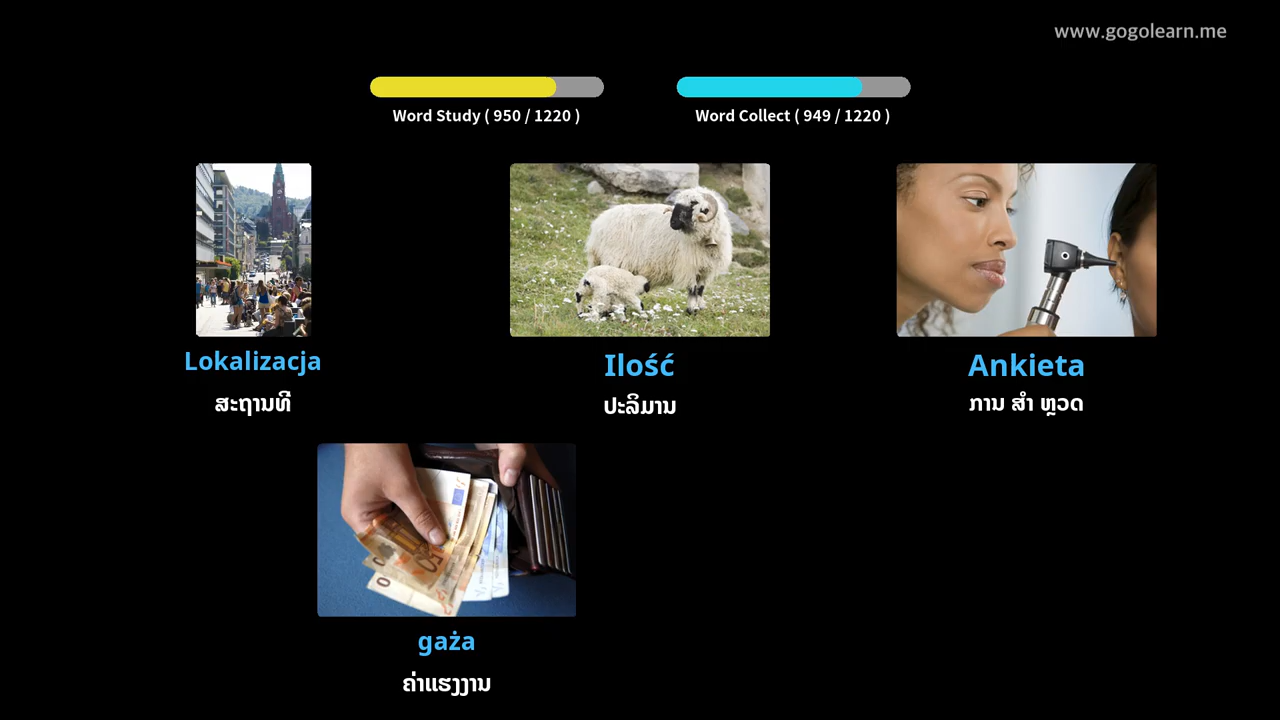 www.gogolearn.me
Word Study ( 950 / 1220 )
Word Collect ( 949 / 1220 )
Lokalizacja
ສະຖານທີ
Ilość
ປະລິມານ
Ankieta
ການ ສຳ ຫຼວດ
gaża
ຄ່າແຮງງານ